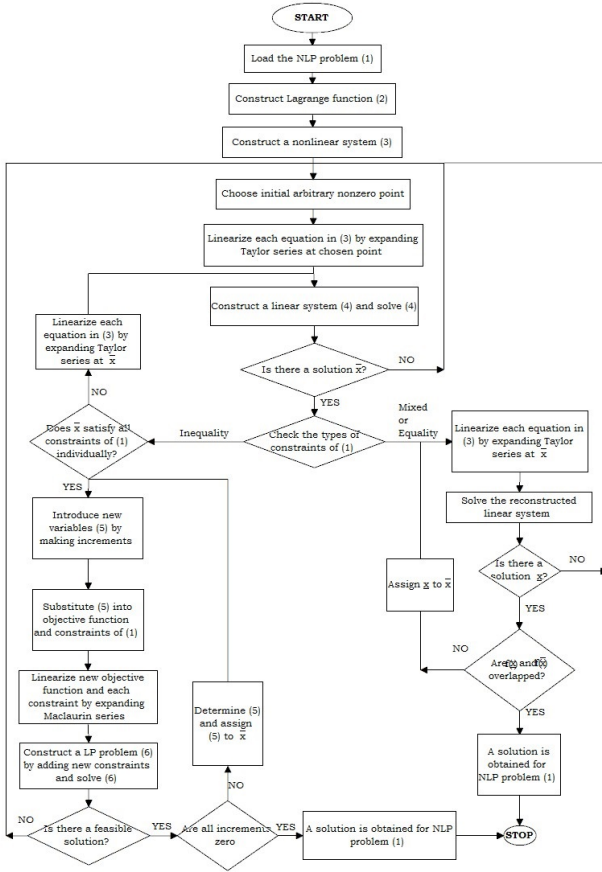 START
Load the NLP problem (1)
Construct Lagrange function (2)
Construct a nonlinear system (3)
Choose initial arbitrary nonzero point
Linearize each equation in (3) by expanding
Taylor series at chosen point
Construct a linear system (4) and solve (4)
Linearize each
equation in (3) by
expanding Taylor
series at x̄
Is there a solution x̄?
NO
YES
NO
Does x̄ satisfy all
constraints of (1)
individually?
Inequality
Check the types of
constraints of (1)
Mixed
or
Equality
Linearize each equation in
(3) by expanding Taylor
series at x̄
YES
Introduce new
variables (5) by
making increments
Solve the reconstructed
linear system
Is there a
solution x̲?
NO
YES
Assign x̲ to x̄
Substitute (5) into
objective function
and constraints of (1)
Are f(x̲) and f(x̄)
overlapped?
NO
YES
Linearize new objective
function and each
constraint by expanding
Maclaurin series
Determine (5)
and assign
(5) to x̄
Construct a LP problem (6)
by adding new constraints
and solve (6)
A solution is
obtained for
NLP problem (1)
NO
NO
Is there a feasible
solution?
YES
Are all increments
zero
YES
A solution is obtained for NLP
problem (1)
STOP